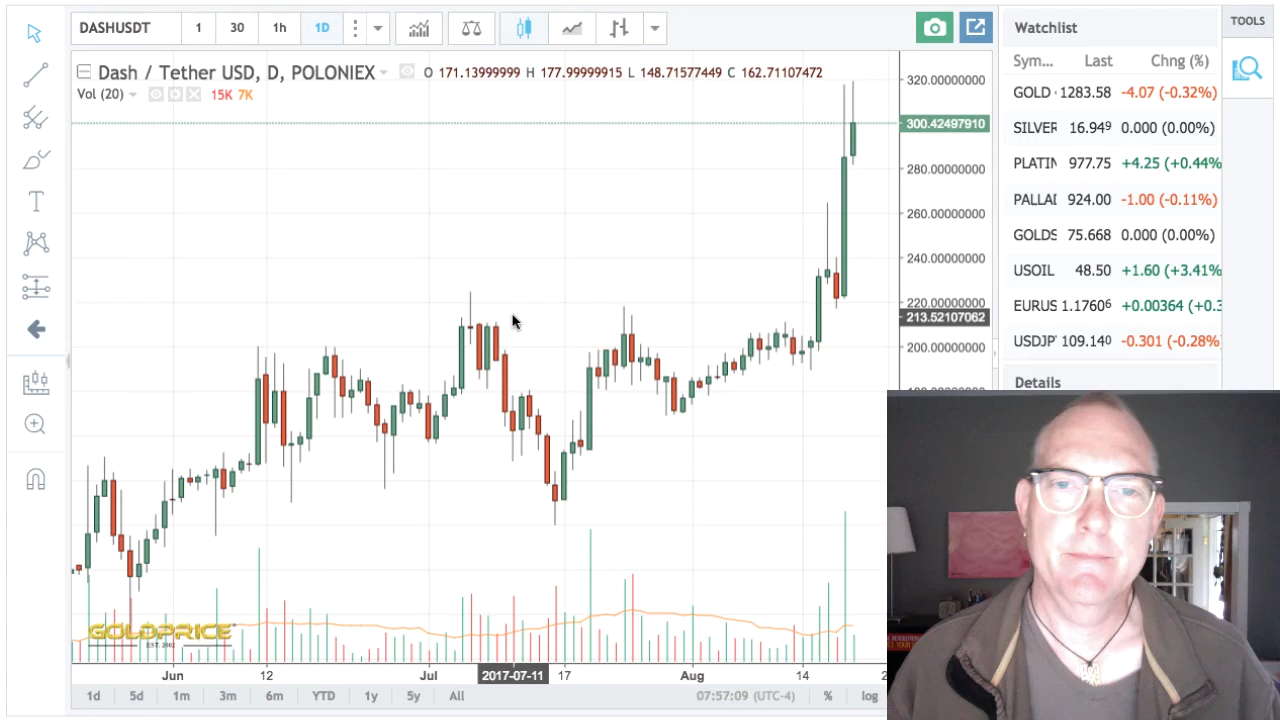 DASHUSDT 1 30 1h 1D
Dash / Tether USD, D, POLONIEX O 171.13999999 H 177.99999915 L 148.71577449 C 162.71107472
Vol (20) 15K 7K
320.00000000
300.42497910
280.00000000
260.00000000
240.00000000
220.00000000
213.52107062
200.00000000
GOLDPRICE
EST. 2002
Jun 12 Jul 2017-07-11 17 Aug 14
1d 5d 1m 3m 6m YTD 1y 5y All 07:57:09 (UTC-4) % log
Watchlist
Sym... Last Chng (%)
GOLD 1283.58 -4.07 (-0.32%)
SILVER 16.949 0.000 (0.00%)
PLATIN 977.75 +4.25 (+0.44%
PALLAI 924.00 -1.00 (-0.11%)
GOLDS 75.668 0.000 (0.00%)
USOIL 48.50 +1.60 (+3.41%
EURUS 1.17606 +0.00364 (+0.3
USDJP 109.140 -0.301 (-0.28%)
Details
TOOLS